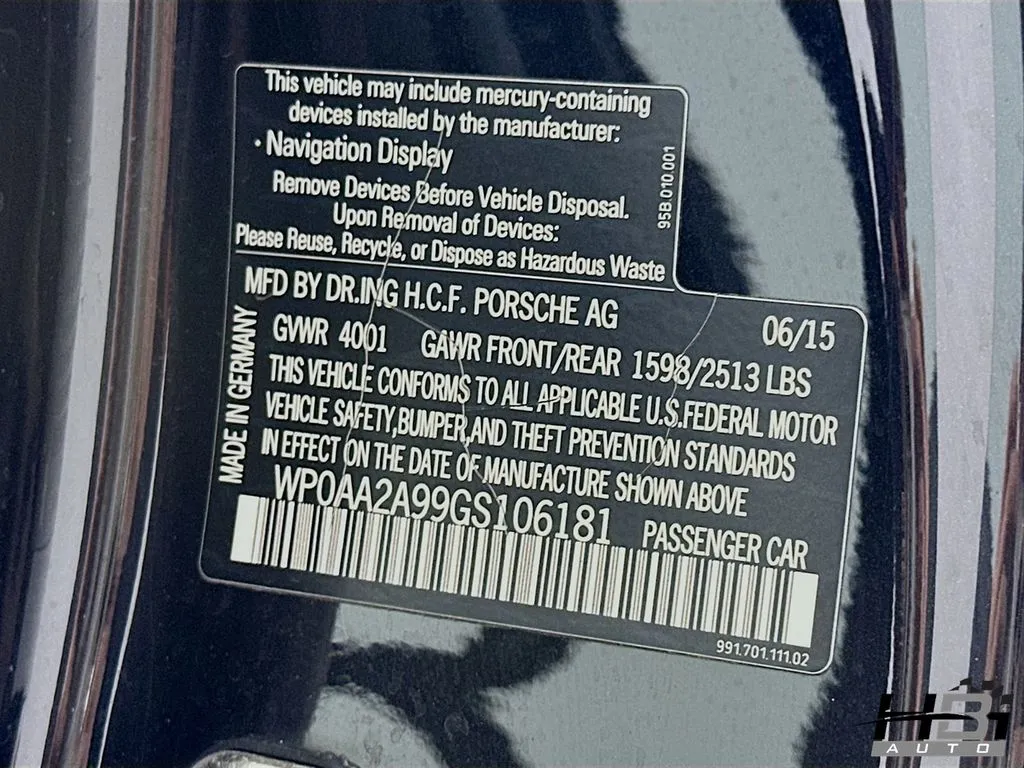 This vehicle may include mercury-containing
devices installed by the manufacturer:
• Navigation Display
Remove Devices Before Vehicle Disposal.
Upon Removal of Devices:
Please Reuse, Recycle, or Dispose as Hazardous Waste
95B.010.001
MFD BY DR.ING H.C.F. PORSCHE AG 06/15
GVWR 4001 GAWR FRONT/REAR 1598/2513 LBS
THIS VEHICLE CONFORMS TO ALL APPLICABLE U.S.FEDERAL MOTOR
VEHICLE SAFETY,BUMPER,AND THEFT PREVENTION STANDARDS
IN EFFECT ON THE DATE OF MANUFACTURE SHOWN ABOVE
MADE IN GERMANY
WP0AA2A99GS106181 PASSENGER CAR
991.701.111.02
HBI
AUTO